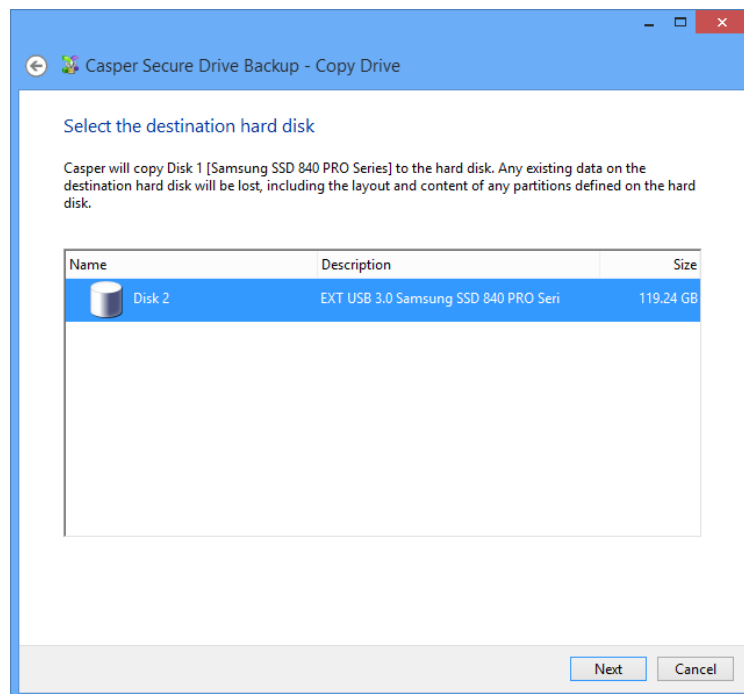 Casper Secure Drive Backup - Copy Drive
Select the destination hard disk
Casper will copy Disk 1 [Samsung SSD 840 PRO Series] to the hard disk. Any existing data on the
destination hard disk will be lost, including the layout and content of any partitions defined on the hard
disk.
Name Description Size
Disk 2 EXT USB 3.0 Samsung SSD 840 PRO Seri 119.24 GB
Next Cancel